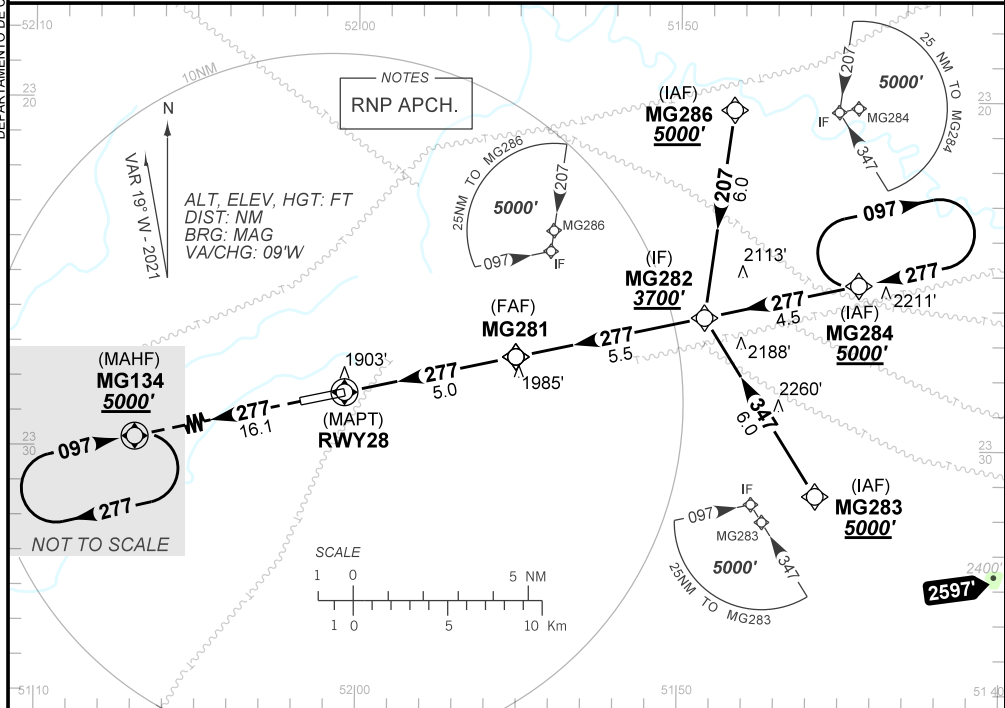 52 10
52 00
51 50
DEPARTAMENTO DE C
10NM
NOTES
RNP APCH.
23
20
23
20
N
VAR 19° W - 2021
ALT, ELEV, HGT: FT
DIST: NM
BRG: MAG
VA/CHG: 09'W
25NM TO MG286
5000'
207
MG286
097
IF
25 NM TO MG284
207
5000'
IF
MG284
347
(IAF)
MG286
5000'
207
6.0
097
277
2113'
2211'
(IF)
MG282
3700'
277
4.5
(IAF)
MG284
5000'
(FAF)
MG281
277
5.5
1985'
2188'
2260'
347
6.0
(IAF)
MG283
5000'
1903'
277
5.0
(MAPT)
RWY28
277
16.1
(MAHF)
MG134
5000'
097
277
NOT TO SCALE
23
30
IF
097
MG283
347
5000'
25NM TO MG283
SCALE
1 0 5 NM
1 0 5 10 Km
2400'
2597'
51 10
52 00
51 50
51 40